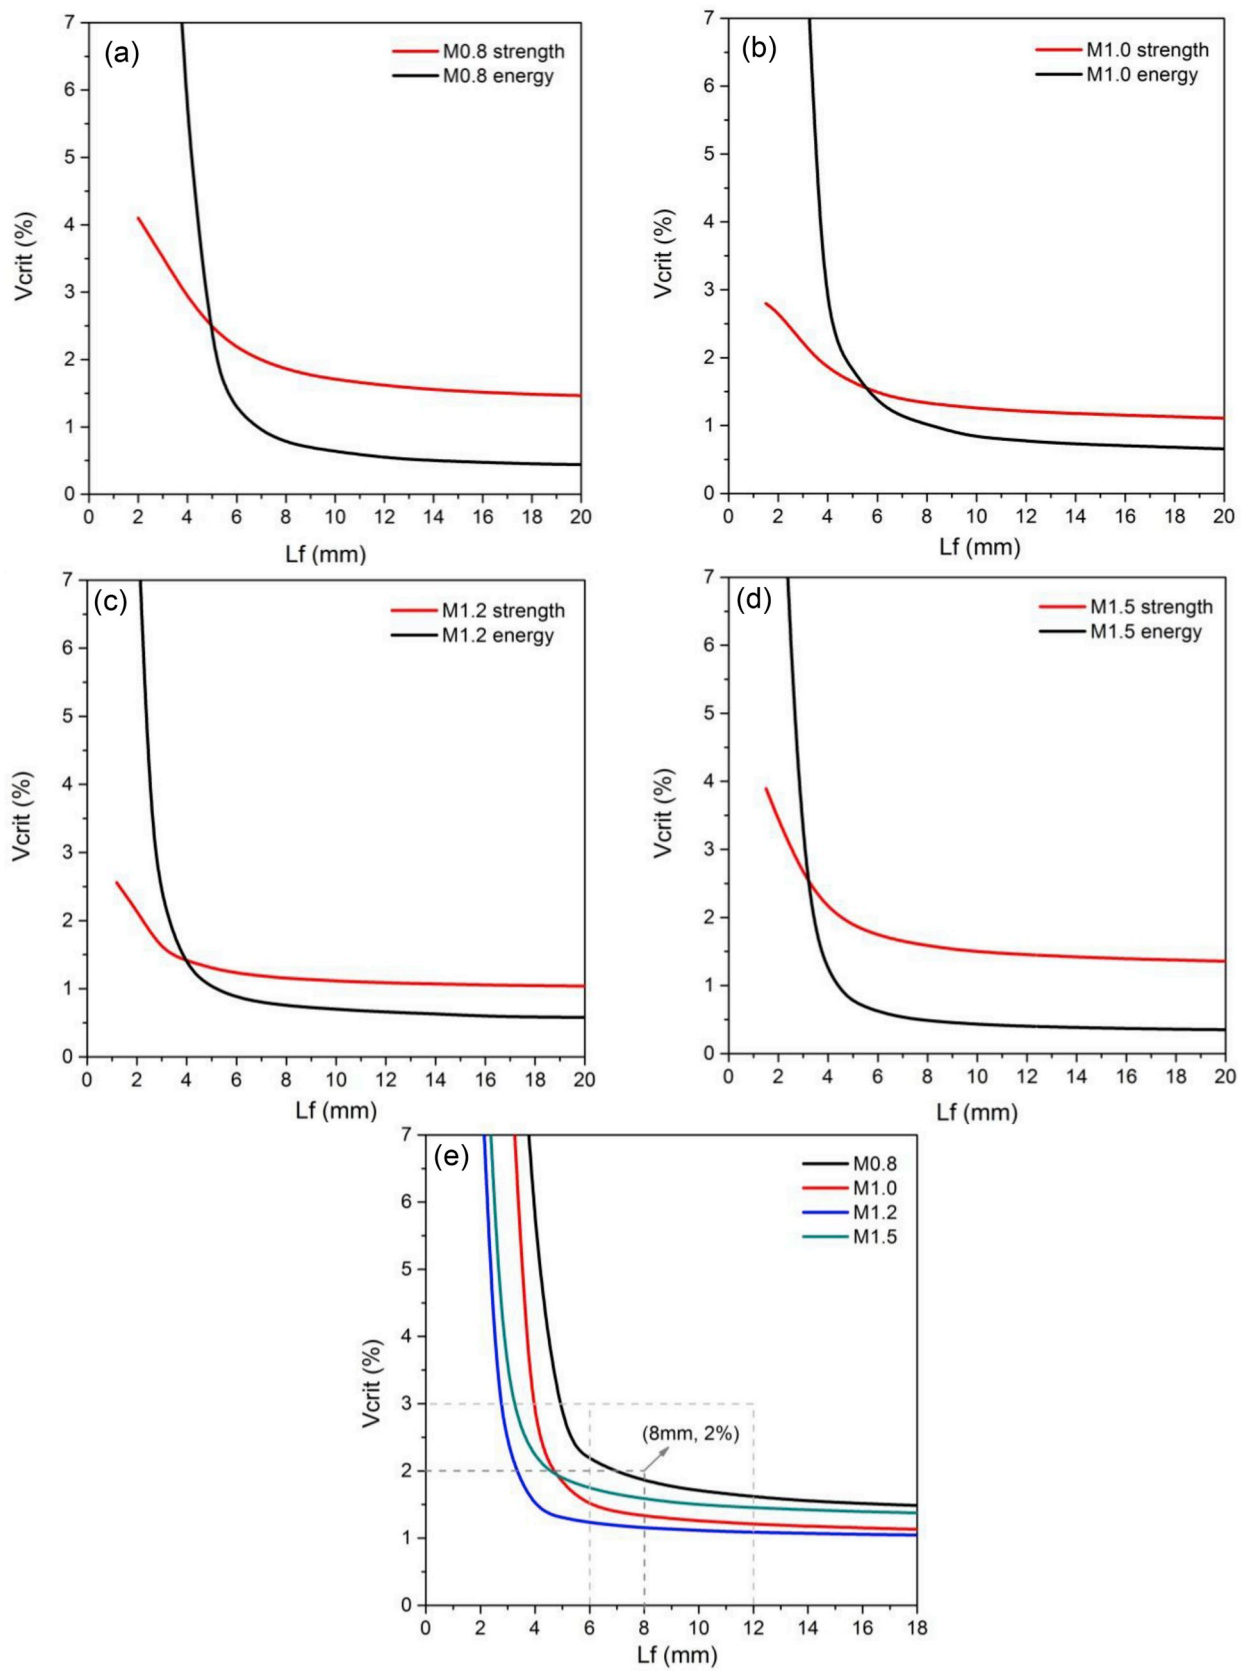 (a)
M0.8 strength
M0.8 energy
Vcrit (%)
7
6
5
4
3
2
1
0
0 2 4 6 8 10 12 14 16 18 20
Lf (mm)
(b)
M1.0 strength
M1.0 energy
Vcrit (%)
7
6
5
4
3
2
1
0
0 2 4 6 8 10 12 14 16 18 20
Lf (mm)
(c)
M1.2 strength
M1.2 energy
Vcrit (%)
7
6
5
4
3
2
1
0
0 2 4 6 8 10 12 14 16 18 20
Lf (mm)
(d)
M1.5 strength
M1.5 energy
Vcrit (%)
7
6
5
4
3
2
1
0
0 2 4 6 8 10 12 14 16 18 20
Lf (mm)
(e)
M0.8
M1.0
M1.2
M1.5
Vcrit (%)
7
6
5
4
3
2
1
0
(8mm, 2%)
0 2 4 6 8 10 12 14 16 18
Lf (mm)